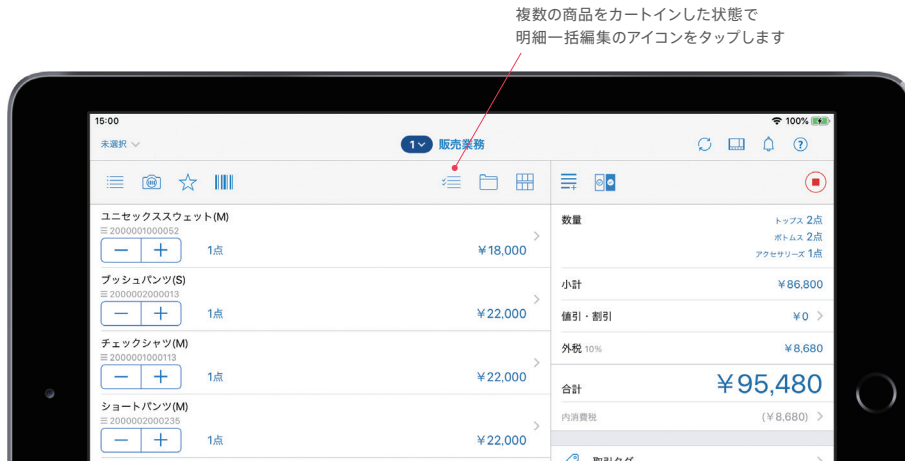 複数の商品をカートインした状態で
明細一括編集のアイコンをタップします
15:00
100%
未選択
1
販売業務
ユニセックススウェット(M)
2000001000052
1点
¥18,000
プッシュパンツ(S)
2000002000013
1点
¥22,000
チェックシャツ(M)
2000001000113
1点
¥22,000
ショートパンツ(M)
2000002000235
1点
¥22,000
数量
トップス 2点
ボトムス 2点
アクセサリーズ 1点
小計
¥86,800
値引・割引
¥0
外税 10%
¥8,680
合計
¥95,480
内消費税
(¥8,680)
取引タグ